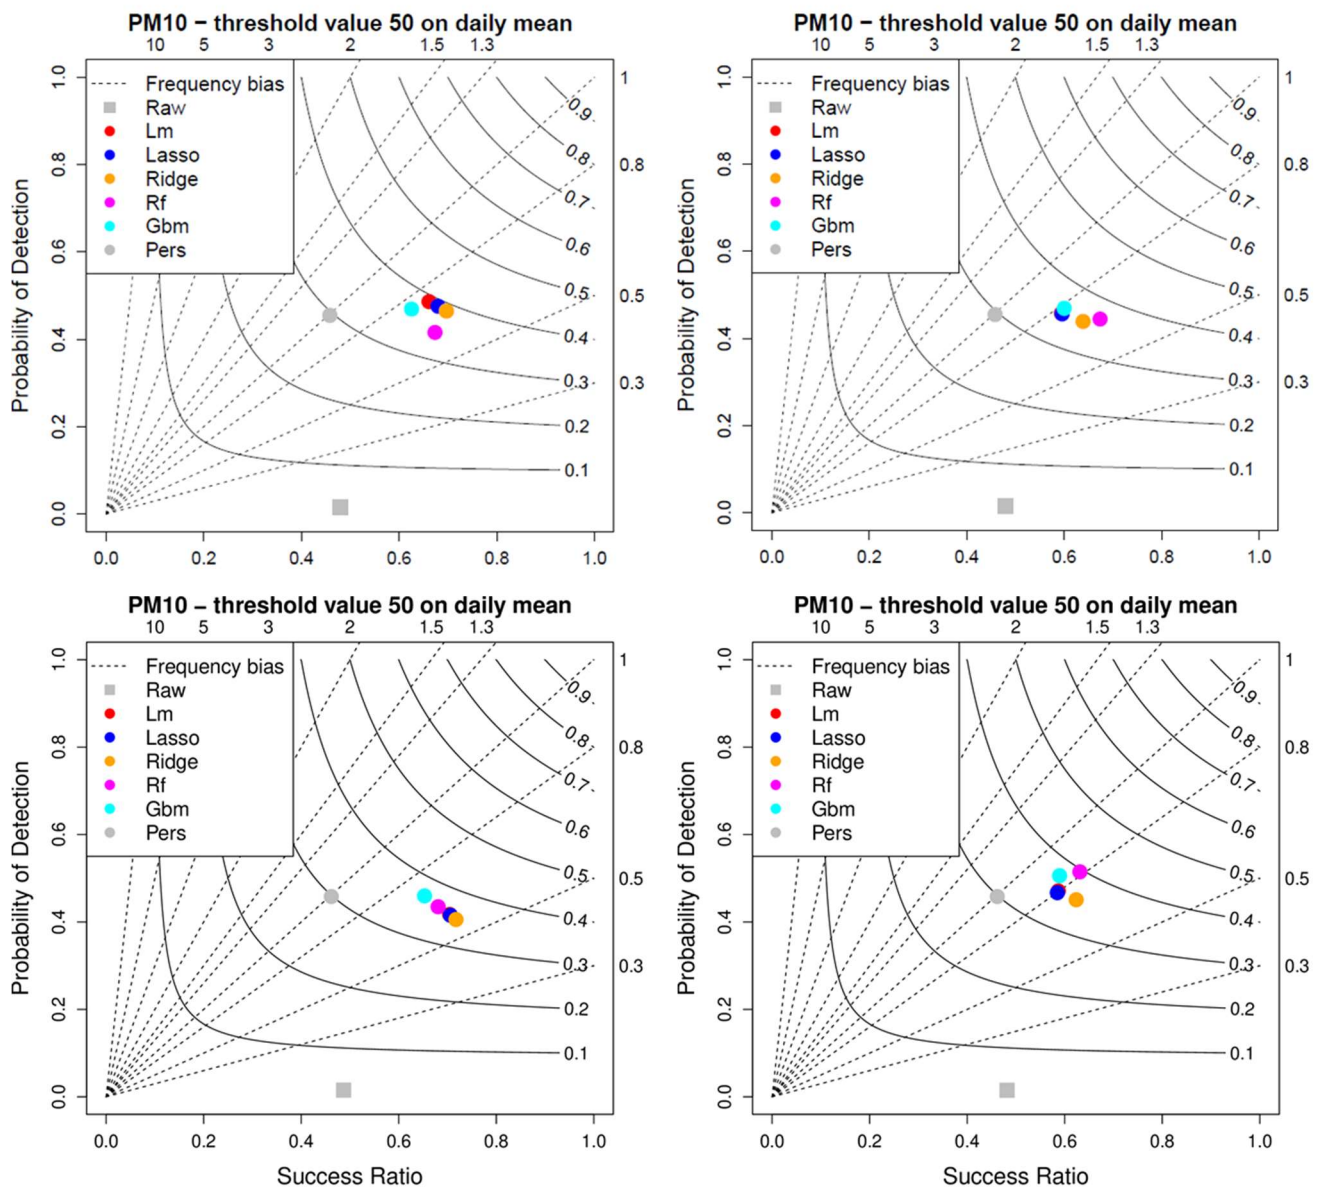 PM10 − threshold value 50 on daily mean
10 5 3 2 1.5 1.3
Probability of Detection
0.0 0.2 0.4 0.6 0.8 1.0
Frequency bias
Raw
Lm
Lasso
Ridge
Rf
Gbm
Pers
0.9
0.8
0.7
0.6
0.5
0.4
0.3
0.2
0.1
1
0.8
0.5
0.3
0.0 0.2 0.4 0.6 0.8 1.0
PM10 − threshold value 50 on daily mean
10 5 3 2 1.5 1.3
Probability of Detection
0.0 0.2 0.4 0.6 0.8 1.0
Frequency bias
Raw
Lm
Lasso
Ridge
Rf
Gbm
Pers
0.9
0.8
0.7
0.6
0.5
0.4
0.3
0.2
0.1
1
0.8
0.5
0.3
0.0 0.2 0.4 0.6 0.8 1.0
PM10 − threshold value 50 on daily mean
10 5 3 2 1.5 1.3
Probability of Detection
0.0 0.2 0.4 0.6 0.8 1.0
Frequency bias
Raw
Lm
Lasso
Ridge
Rf
Gbm
Pers
0.9
0.8
0.7
0.6
0.5
0.4
0.3
0.2
0.1
1
0.8
0.5
0.3
0.0 0.2 0.4 0.6 0.8 1.0
Success Ratio
PM10 − threshold value 50 on daily mean
10 5 3 2 1.5 1.3
Probability of Detection
0.0 0.2 0.4 0.6 0.8 1.0
Frequency bias
Raw
Lm
Lasso
Ridge
Rf
Gbm
Pers
0.9
0.8
0.7
0.6
0.5
0.4
0.3
0.2
0.1
1
0.8
0.5
0.3
0.0 0.2 0.4 0.6 0.8 1.0
Success Ratio